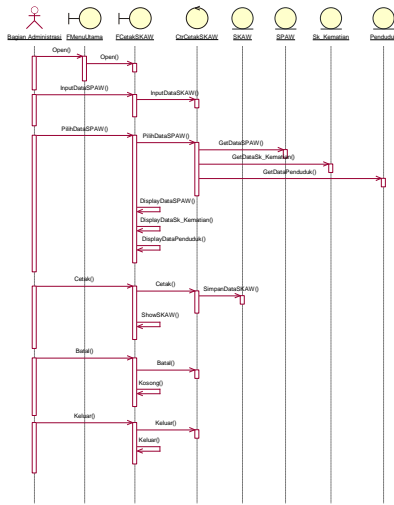 Bagian Administrasi FMenuUtama FCetakSKAW CtrCetakSKAW SKAW SPAW Sk_Kematian Pendud
Open()
Open()
InputDataSPAW()
InputDataSKAW()
PilihDataSPAW()
PilihDataSPAW()
GetDataSPAW()
GetDataSk_Kematian()
GetDataPenduduk()
DisplayDataSPAW()
DisplayDataSk_Kematian()
DisplayDataPenduduk()
Cetak()
Cetak()
SimpanDataSKAW()
ShowSKAW()
Batal()
Batal()
Kosong()
Keluar()
Keluar()
Keluar()